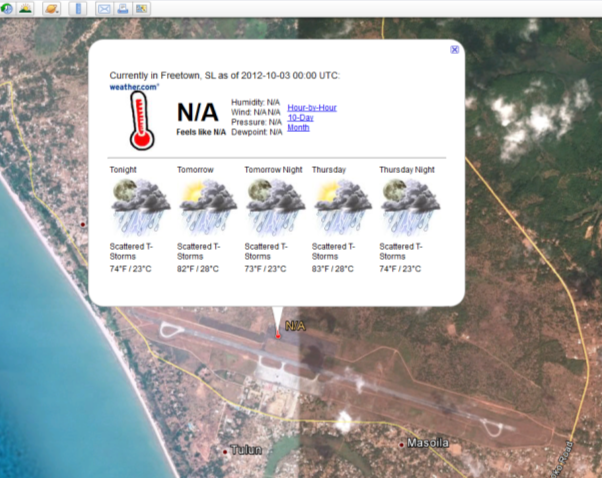 Currently in Freetown, SL as of 2012-10-03 00:00 UTC:
weather.com
N/A
Feels like N/A
Humidity: N/A
Wind: N/A N/A
Pressure: N/A
Dewpoint: N/A
Hour-by-Hour
10-Day
Month
Tonight
Scattered T-
Storms
74°F / 23°C
Tomorrow
Scattered T-
Storms
82°F / 28°C
Tomorrow Night
Scattered T-
Storms
73°F / 23°C
Thursday
Scattered T-
Storms
83°F / 28°C
Thursday Night
Scattered T-
Storms
74°F / 23°C
N/A
Tulun
Masoila
Road